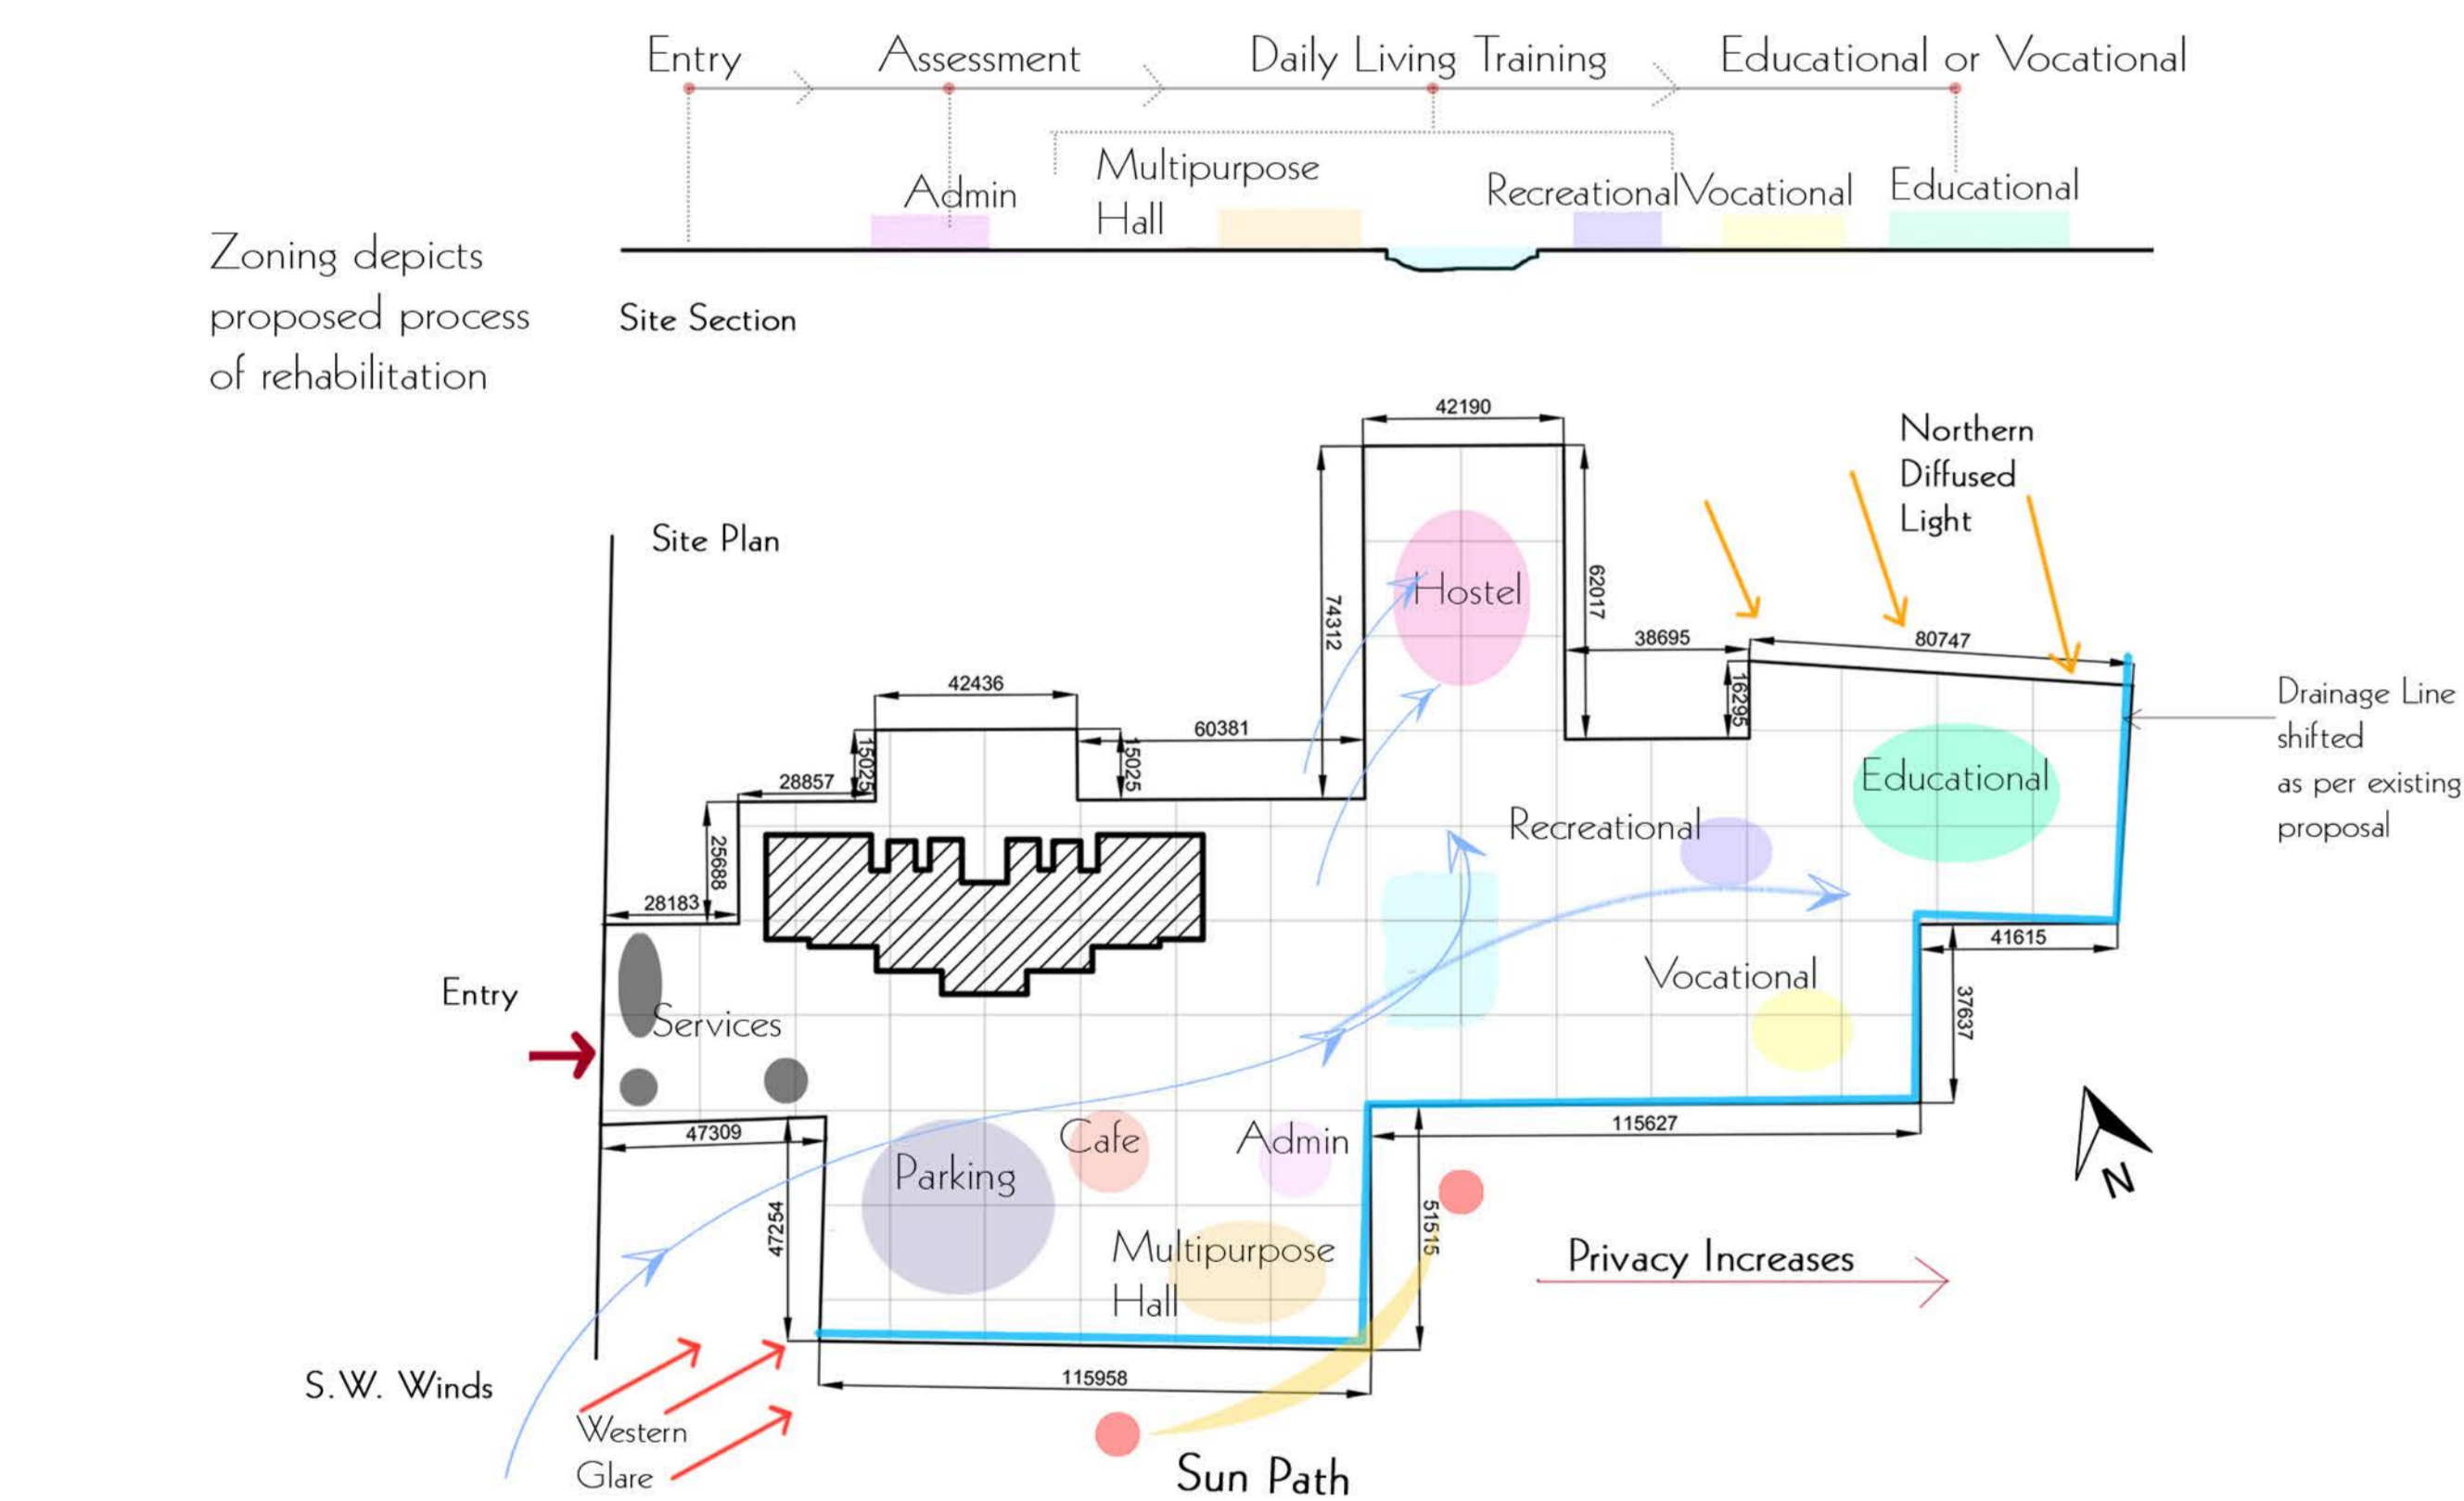 Entry
Assessment
Daily Living Training
Educational or Vocational
Admin
Multipurpose
Hall
Recreational
Vocational
Educational
Zoning depicts
proposed process
of rehabilitation
Site Section
42190
Northern
Diffused
Light
Site Plan
Hostel
74312
62017
38695
80747
16295
42436
60381
15025
15025
28857
25688
28183
Drainage Line
shifted
as per existing
proposal
Educational
Recreational
41615
Vocational
37637
Entry
Services
47309
Cafe
Admin
115627
Parking
47254
51515
Multipurpose
Hall
N
Privacy Increases
115958
S.W. Winds
Western
Glare
Sun Path